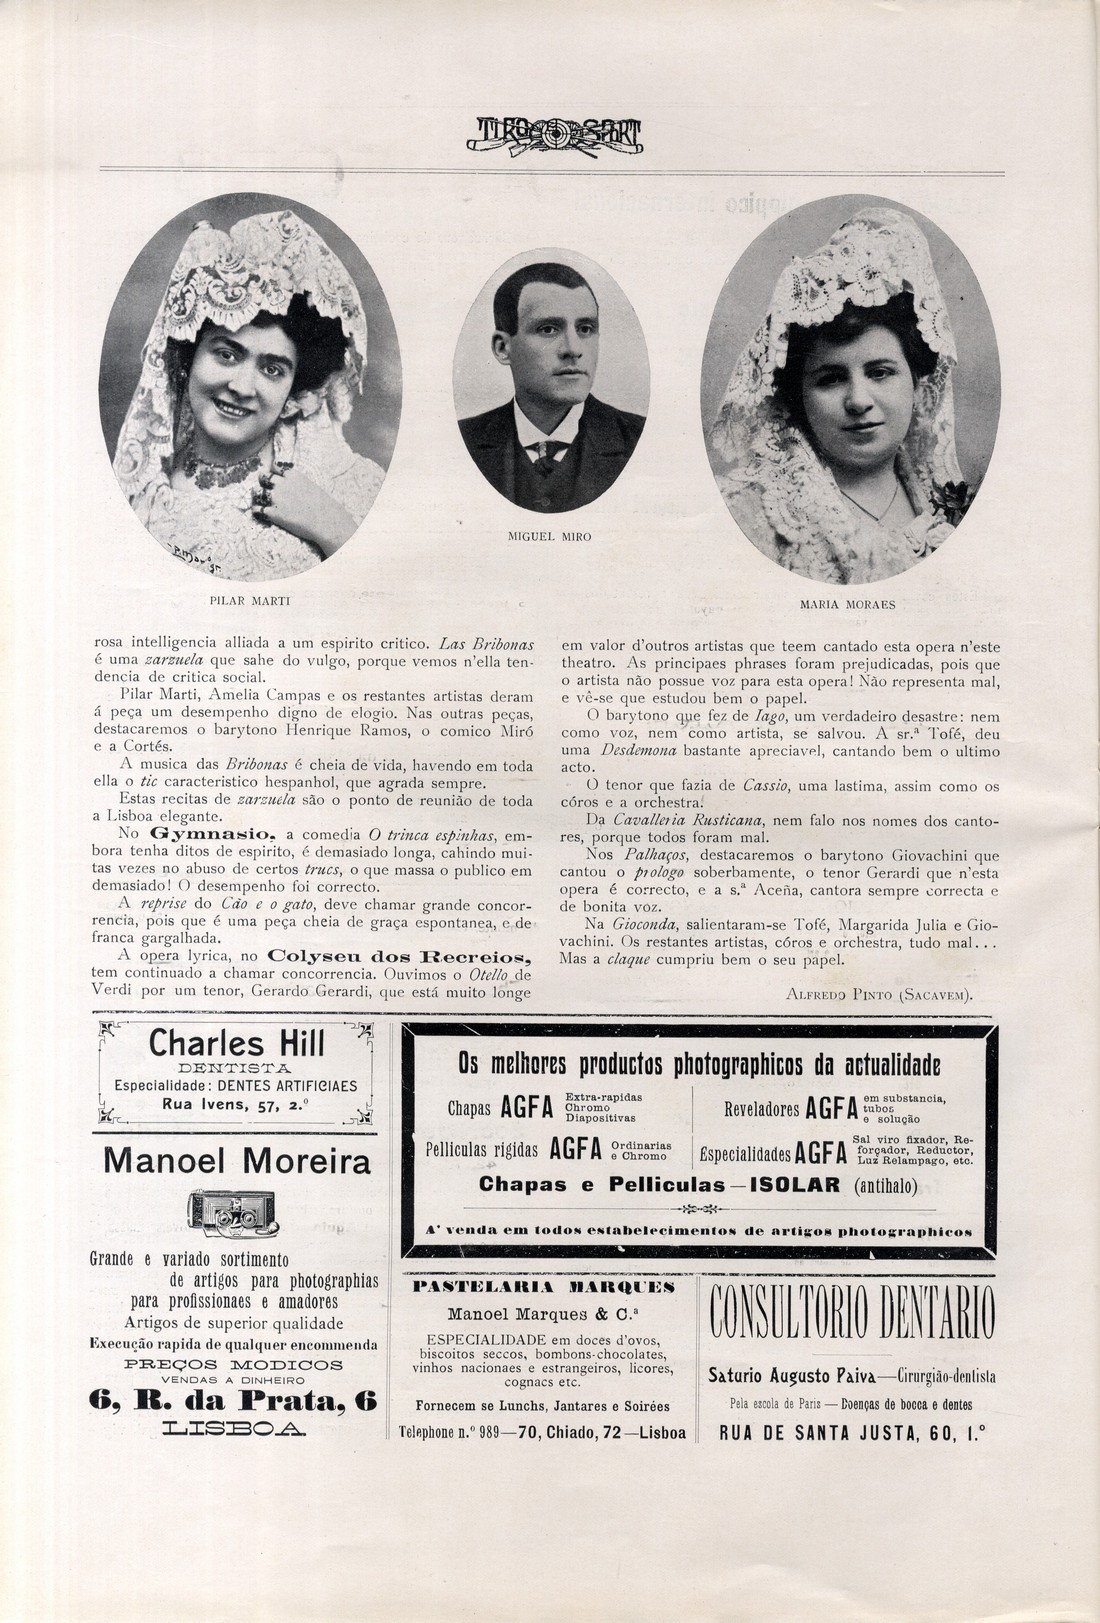 TIRO SPORT
P. Marti
MIGUEL MIRO
PILAR MARTI
MARIA MORAES
rosa intelligencia alliada a um espirito critico. Las Bribonas
é uma zarzuela que sahe do vulgo, porque vemos n'ella ten-
dencia de critica social.
Pilar Marti, Amelia Campas e os restantes artistas deram
á peça um desempenho digno de elogio. Nas outras peças,
destacaremos o barytono Henrique Ramos, o comico Miró
e a Cortés.
A musica das Bribonas é cheia de vida, havendo em toda
ella o tic caracteristico hespanhol, que agrada sempre.
Estas recitas de zarzuela são o ponto de reunião de toda
a Lisboa elegante.
No Gymnasio, a comedia O trinca espinhas, em-
bora tenha ditos de espirito, é demasiado longa, cahindo mui-
tas vezes no abuso de certos trucs, o que massa o publico em
demasiado! O desempenho foi correcto.
A reprise do Cão e o gato, deve chamar grande concor-
rencia, pois que é uma peça cheia de graça espontanea, e de
franca gargalhada.
A opera lyrica, no Colyseu dos Recreios,
tem continuado a chamar concorrencia. Ouvimos o Otello de
Verdi por um tenor, Gerardo Gerardi, que está muito longe
em valor d'outros artistas que teem cantado esta opera n'este
theatro. As principaes phrases foram prejudicadas, pois que
o artista não possue voz para esta opera! Não representa mal,
e vê-se que estudou bem o papel.
O barytono que fez de Iago, um verdadeiro desastre: nem
como voz, nem como artista, se salvou. A sr.ª Tofé, deu
uma Desdemona bastante apreciavel, cantando bem o ultimo
acto.
O tenor que fazia de Cassio, uma lastima, assim como os
córos e a orchestra!
Da Cavalleria Rusticana, nem falo nos nomes dos canto-
res, porque todos foram mal.
Nos Palhaços, destacaremos o barytono Giovachini que
cantou o prologo soberbamente, o tenor Gerardi que n'esta
opera é correcto, e a s.ª Aceña, cantora sempre correcta e
de bonita voz.
Na Gioconda, salientaram-se Tofé, Margarida Julia e Gio-
vachini. Os restantes artistas, córos e orchestra, tudo mal...
Mas a claque cumpriu bem o seu papel.
ALFREDO PINTO (SACAVEM).
Charles Hill
DENTISTA
Especialidade: DENTES ARTIFICIAES
Rua Ivens, 57, 2.º
Manoel Moreira
Grande e variado sortimento
de artigos para photographias
para profissionaes e amadores
Artigos de superior qualidade
Execução rapida de qualquer encommenda
PREÇOS MODICOS
VENDAS A DINHEIRO
6, R. da Prata, 6
LISBOA
Os melhores productos photographicos da actualidade
Chapas AGFA Extra-rapidas
Chromo
Diapositivas
Reveladores AGFA em substancia,
tubos
e solução
Pelliculas rigidas AGFA Ordinarias
e Chromo
Especialidades AGFA Sal viro fixador, Re-
forçador, Reductor,
Luz Relampago, etc.
Chapas e Pelliculas—ISOLAR (antihalo)
A' venda em todos estabelecimentos de artigos photographicos
PASTELARIA MARQUES
Manoel Marques & C.ª
ESPECIALIDADE em doces d'ovos,
biscoitos seccos, bombons-chocolates,
vinhos nacionaes e estrangeiros, licores,
cognacs etc.
Fornecem se Lunchs, Jantares e Soirées
Telephone n.º 989—70, Chiado, 72—Lisboa
CONSULTORIO DENTARIO
Saturio Augusto Paiva—Cirurgião-dentista
Pela escola de Paris — Doenças de bocca e dentes
RUA DE SANTA JUSTA, 60, 1.º